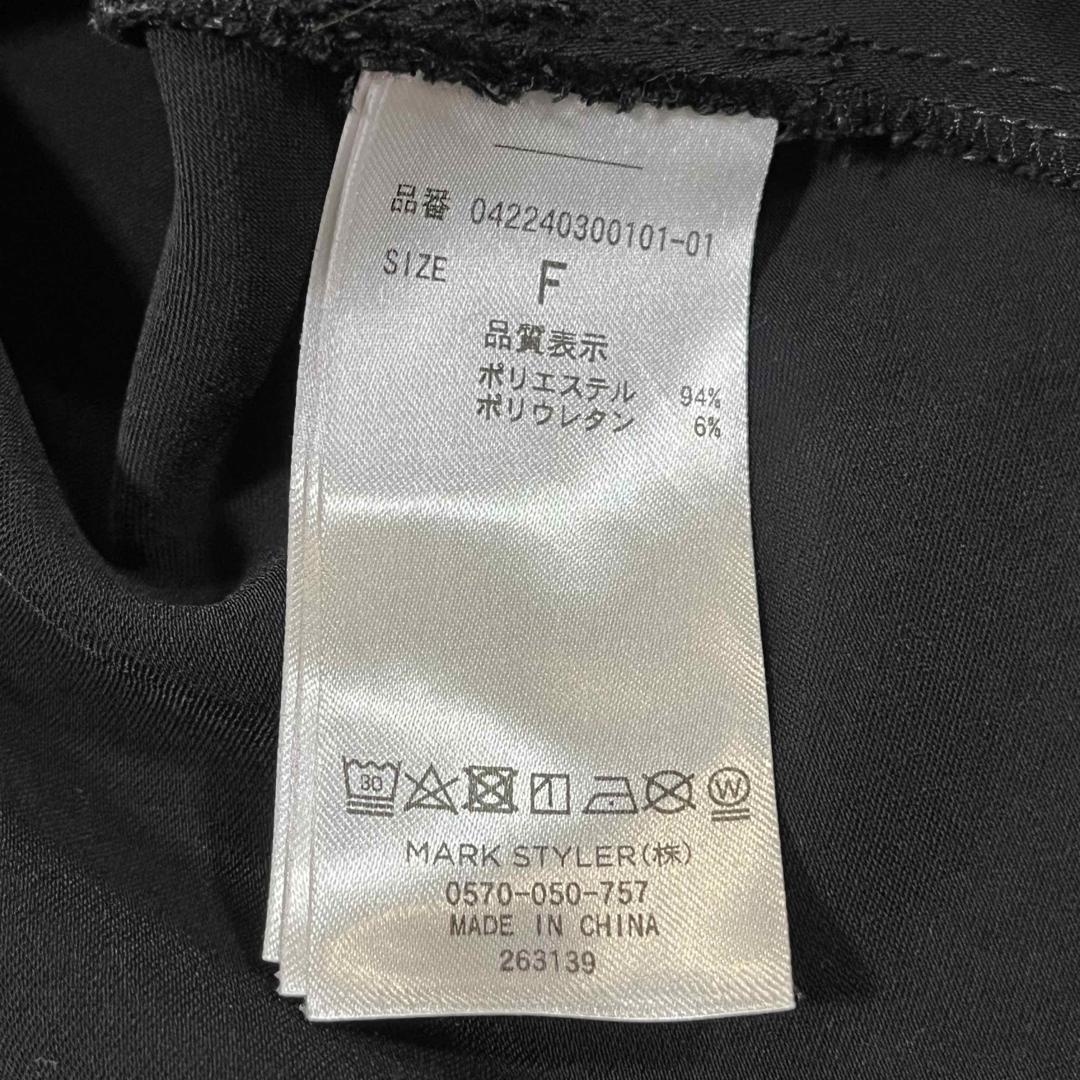 品番 042240300101-01
SIZE F
品質表示
ポリエステル 94%
ポリウレタン 6%
30 W
MARK STYLER(株)
0570-050-757
MADE IN CHINA
263139